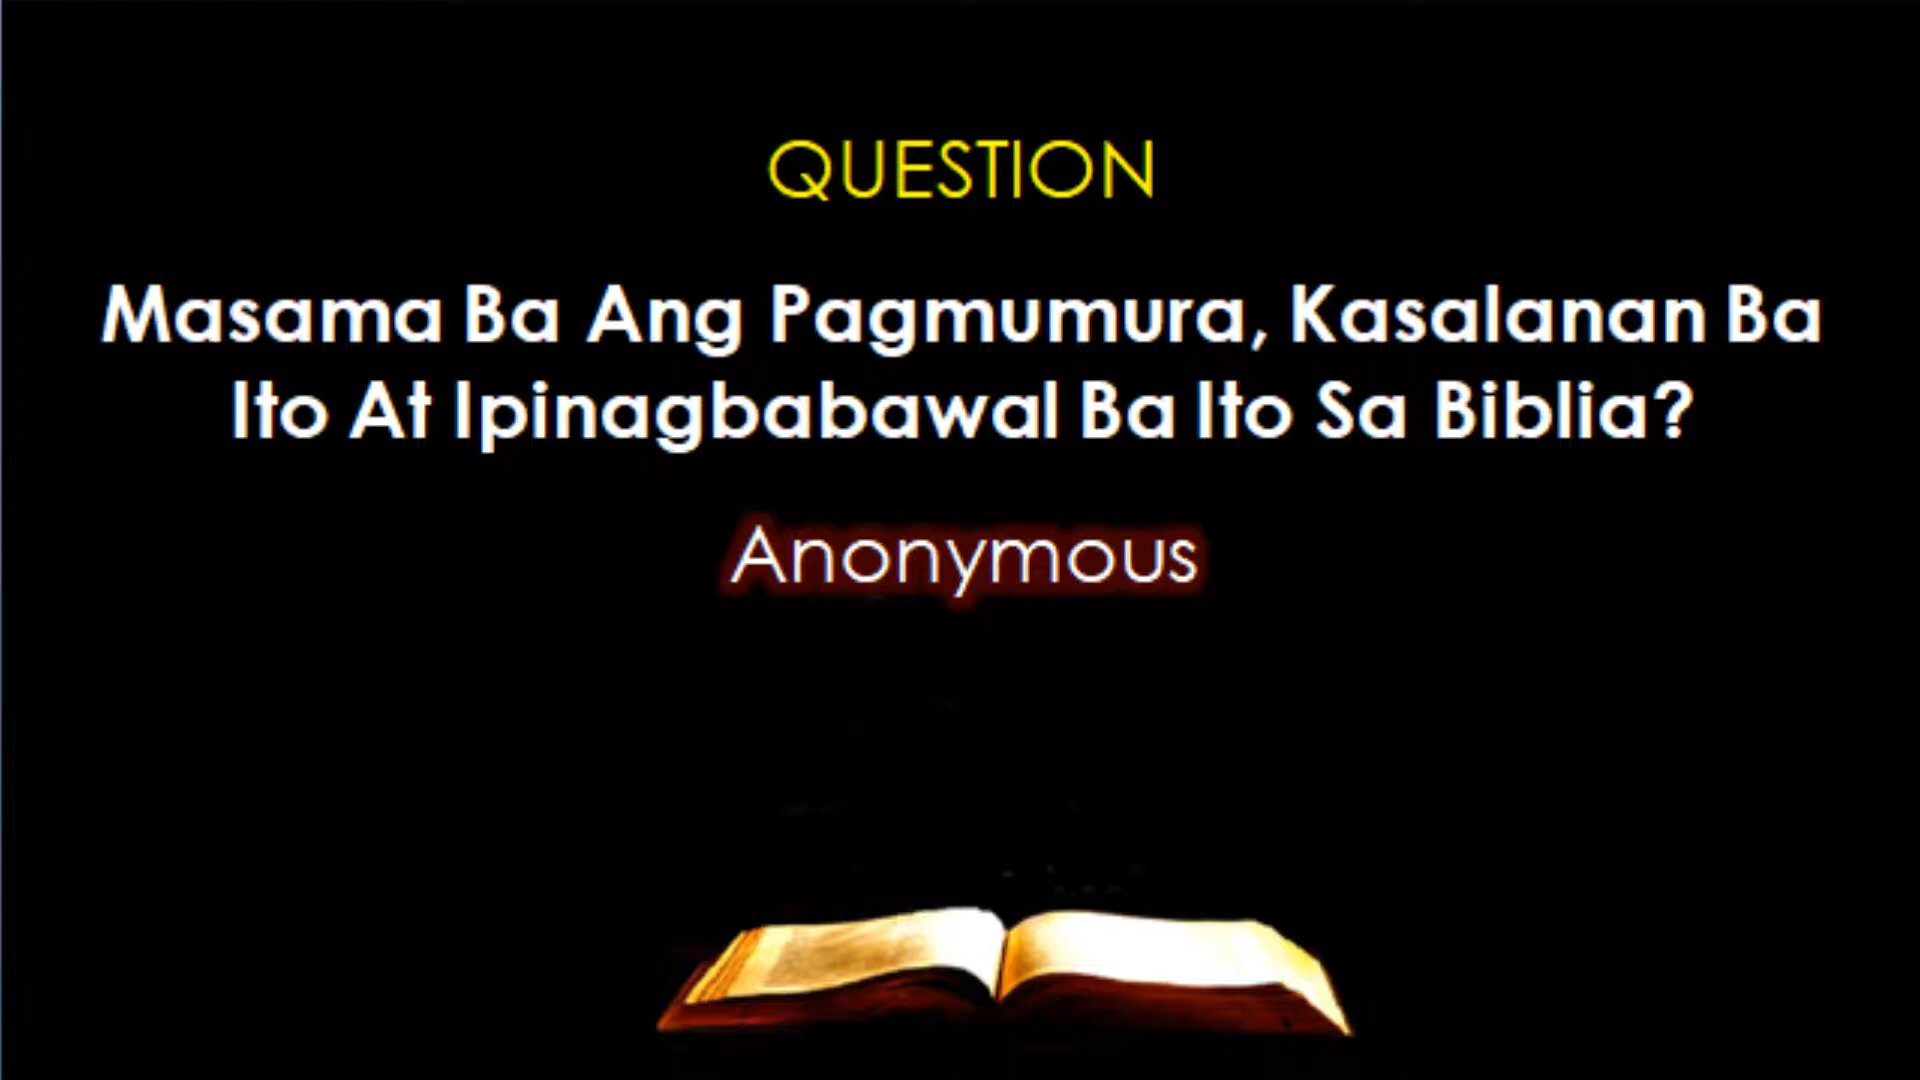 QUESTION
Masama Ba Ang Pagmumura, Kasalanan Ba
Ito At Ipinagbabawal Ba Ito Sa Biblia?
Anonymous